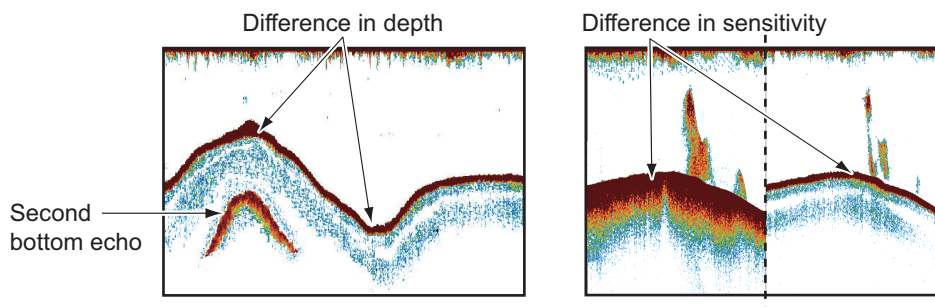 Difference in depth
Difference in sensitivity
Second
bottom echo